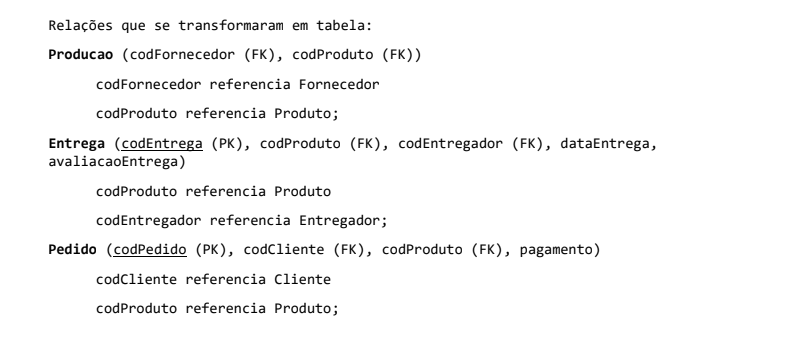 Relações que se transformaram em tabela:
Producao (codFornecedor (FK), codProduto (FK))
codFornecedor referencia Fornecedor
codProduto referencia Produto;
Entrega (codEntrega (PK), codProduto (FK), codEntregador (FK), dataEntrega,
avaliacaoEntrega)
codProduto referencia Produto
codEntregador referencia Entregador;
Pedido (codPedido (PK), codCliente (FK), codProduto (FK), pagamento)
codCliente referencia Cliente
codProduto referencia Produto;